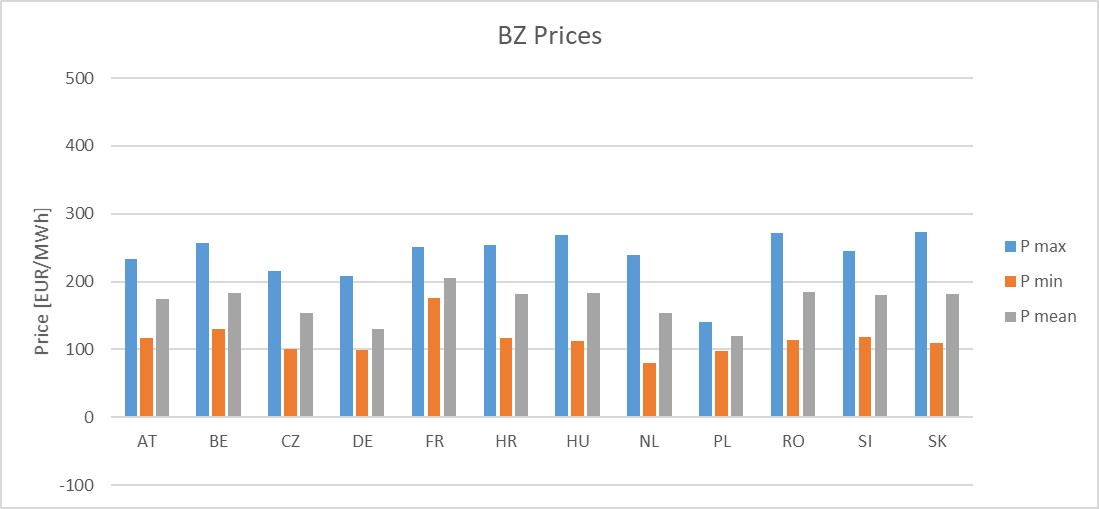 BZ Prices
500
400
300
200
100
0
-100
Price [EUR/MWh]
AT BE CZ DE FR HR HU NL PL RO SI SK
P max
P min
P mean